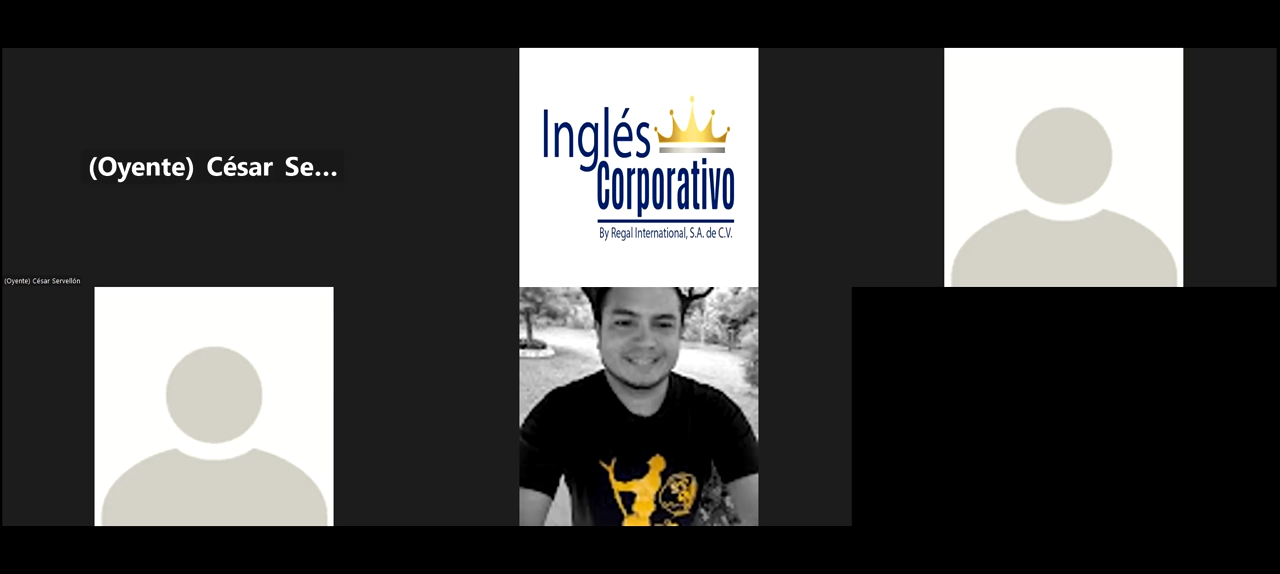 (Oyente) César Se...
Inglés
Corporativo
By Regal International, S.A. de C.V.
(Oyente) César Servellón